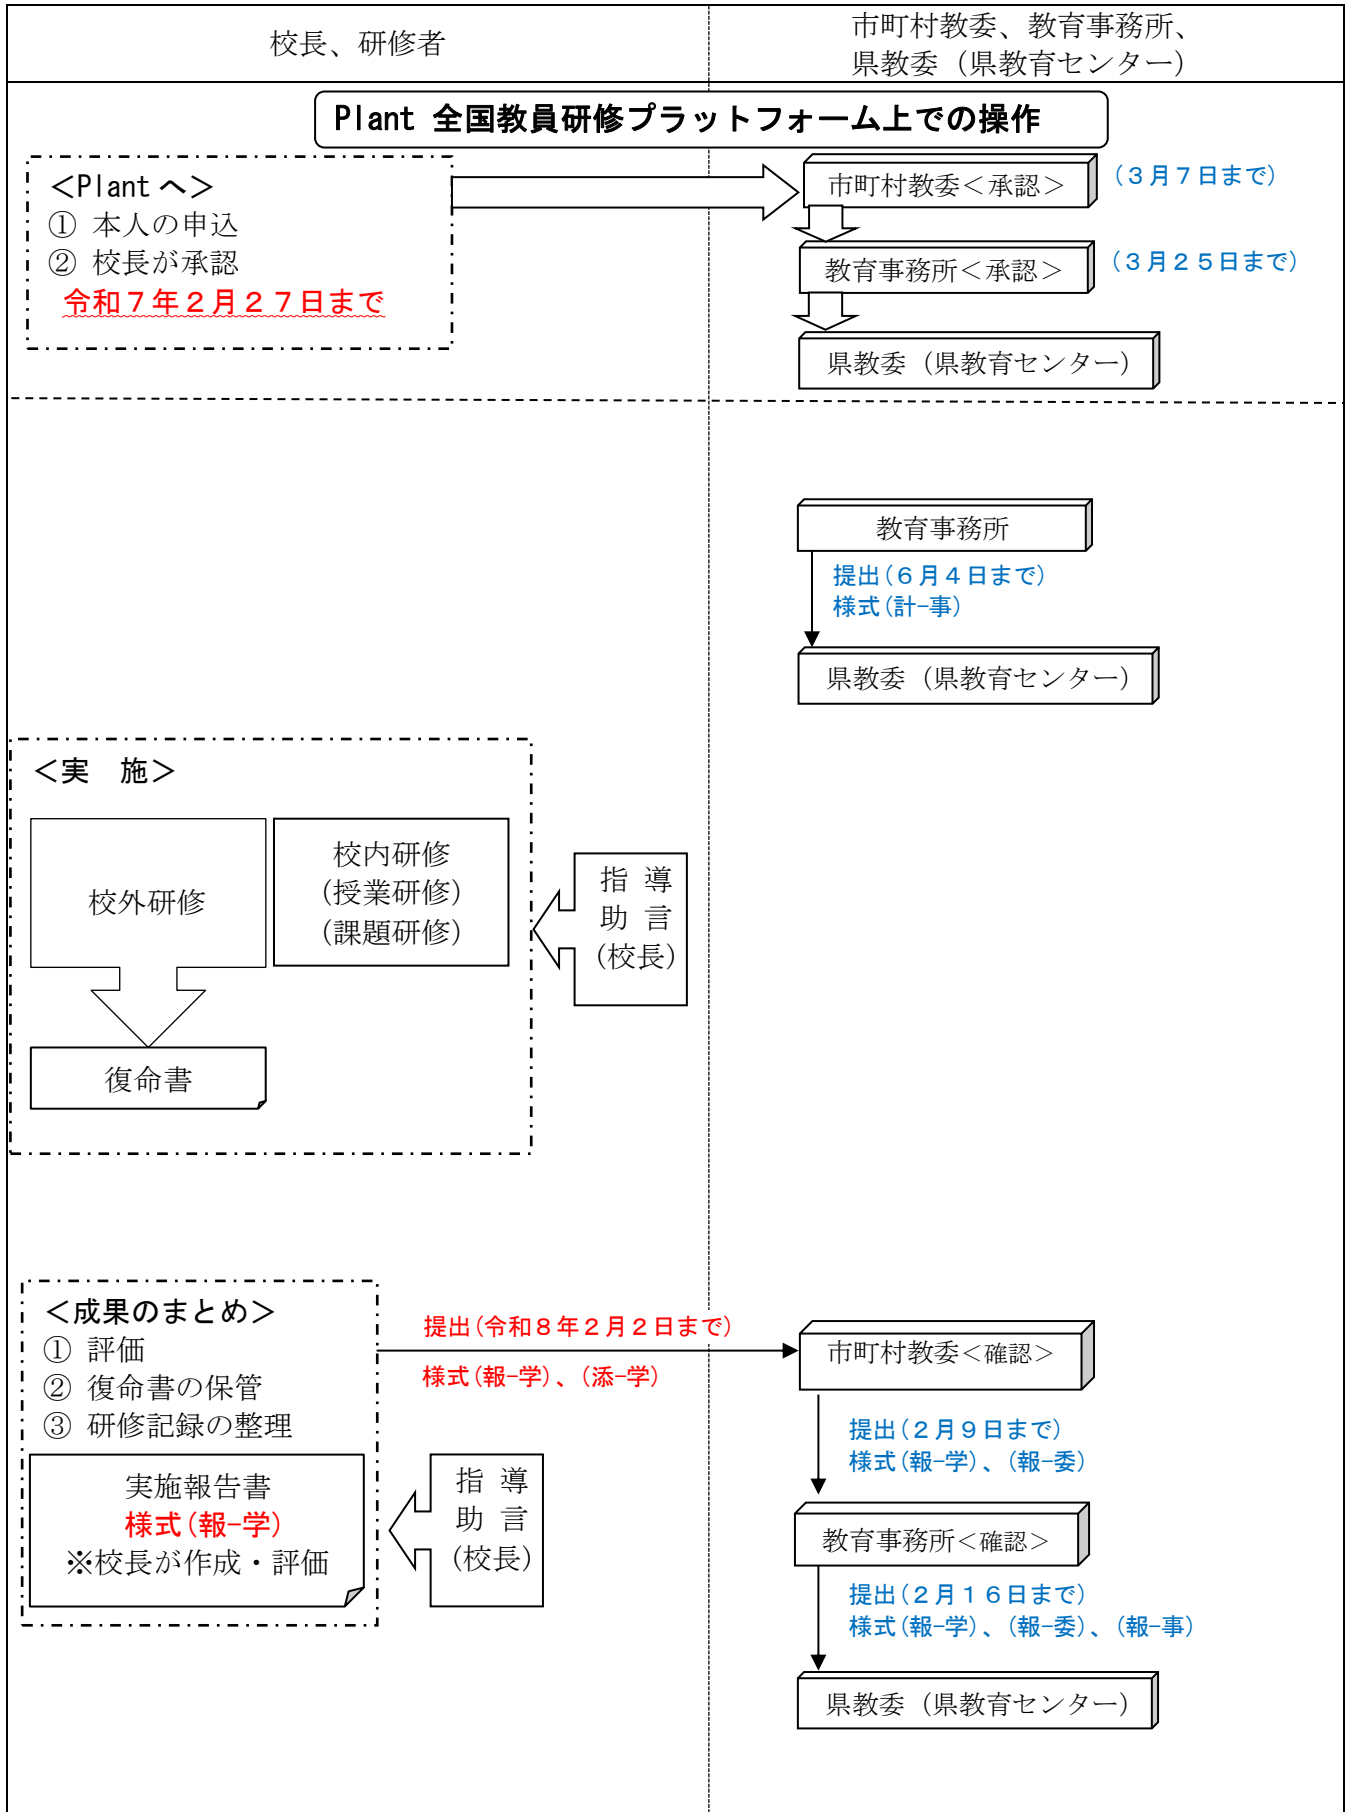 校長、研修者
市町村教委、教育事務所、
県教委（県教育センター）
Plant 全国教員研修プラットフォーム上での操作
＜Plant へ＞
① 本人の申込
② 校長が承認
令和７年２月２７日まで
市町村教委＜承認＞
（３月７日まで）
教育事務所＜承認＞
（３月２５日まで）
県教委（県教育センター）
教育事務所
提出(６月４日まで)
様式(計-事)
県教委（県教育センター）
＜実　施＞
校外研修
校内研修
(授業研修)
(課題研修)
指 導
助 言
(校長)
復命書
＜成果のまとめ＞
① 評価
② 復命書の保管
③ 研修記録の整理
実施報告書
様式(報-学)
※校長が作成・評価
指 導
助 言
(校長)
提出(令和８年２月２日まで)
様式(報-学)、(添-学)
市町村教委＜確認＞
提出(２月９日まで)
様式(報-学)、(報-委)
教育事務所＜確認＞
提出(２月１６日まで)
様式(報-学)、(報-委)、(報-事)
県教委（県教育センター）